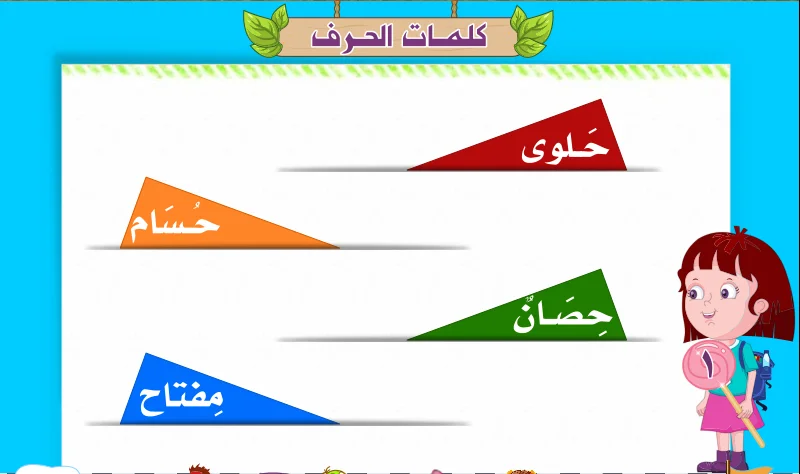 كلمات الحرف
حَلوى
حُسَام
حِصَانٌ
مِفتاح
١